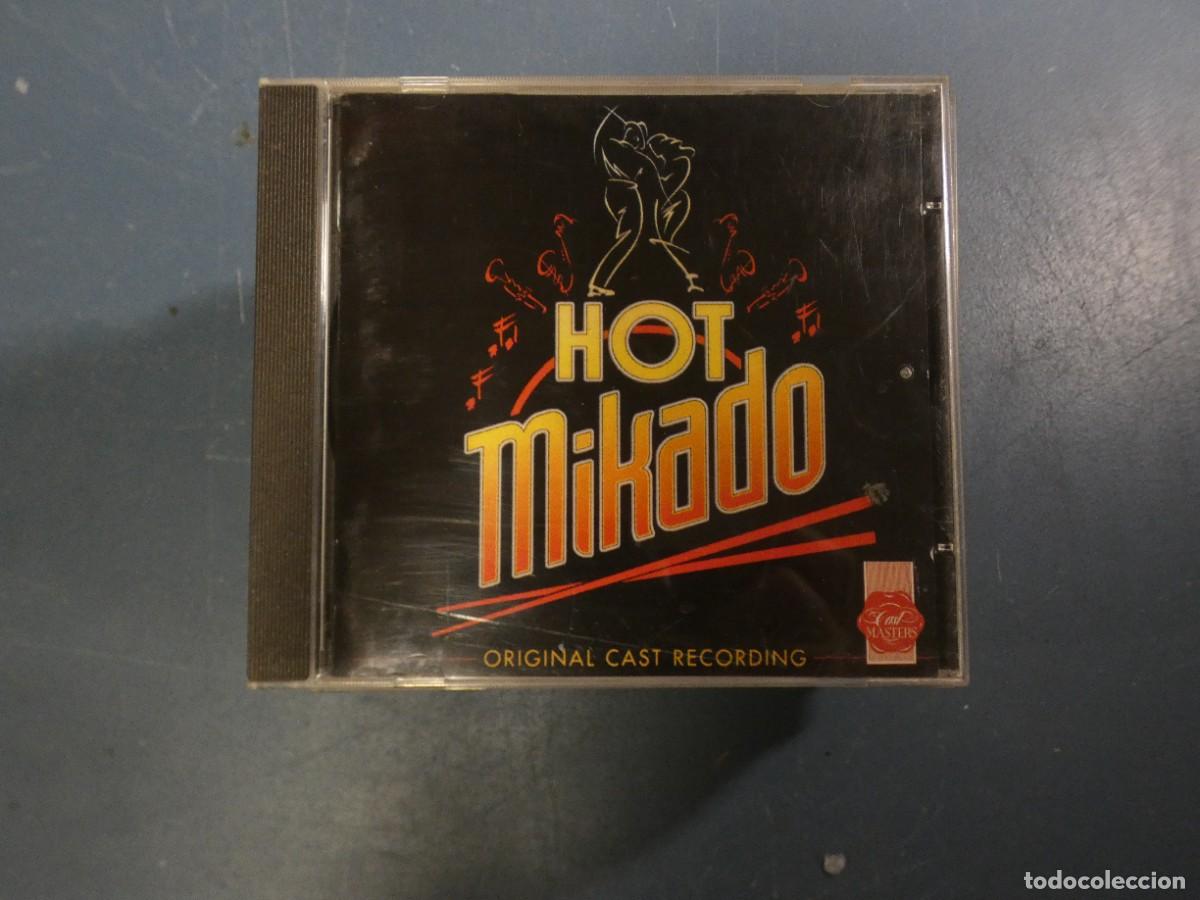 HOT
Mikado
Cast
MASTERS
ORIGINAL CAST RECORDING
todocoleccion